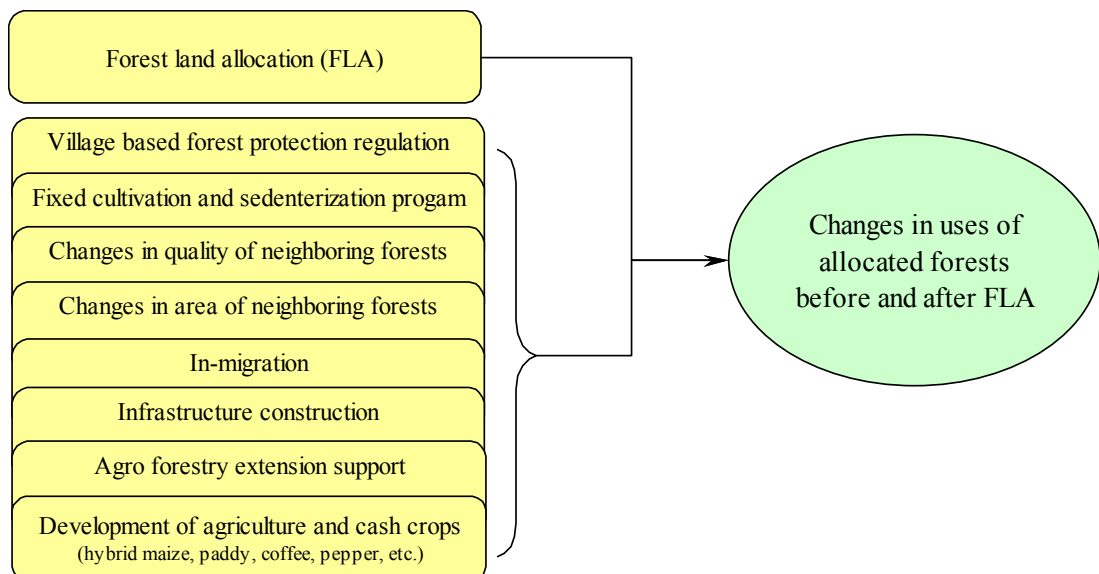 Forest land allocation (FLA)
Village based forest protection regulation
Fixed cultivation and sedenterization progam
Changes in quality of neighboring forests
Changes in area of neighboring forests
In-migration
Infrastructure construction
Agro forestry extension support
Development of agriculture and cash crops
(hybrid maize, paddy, coffee, pepper, etc.)
Changes in uses of
allocated forests
before and after FLA